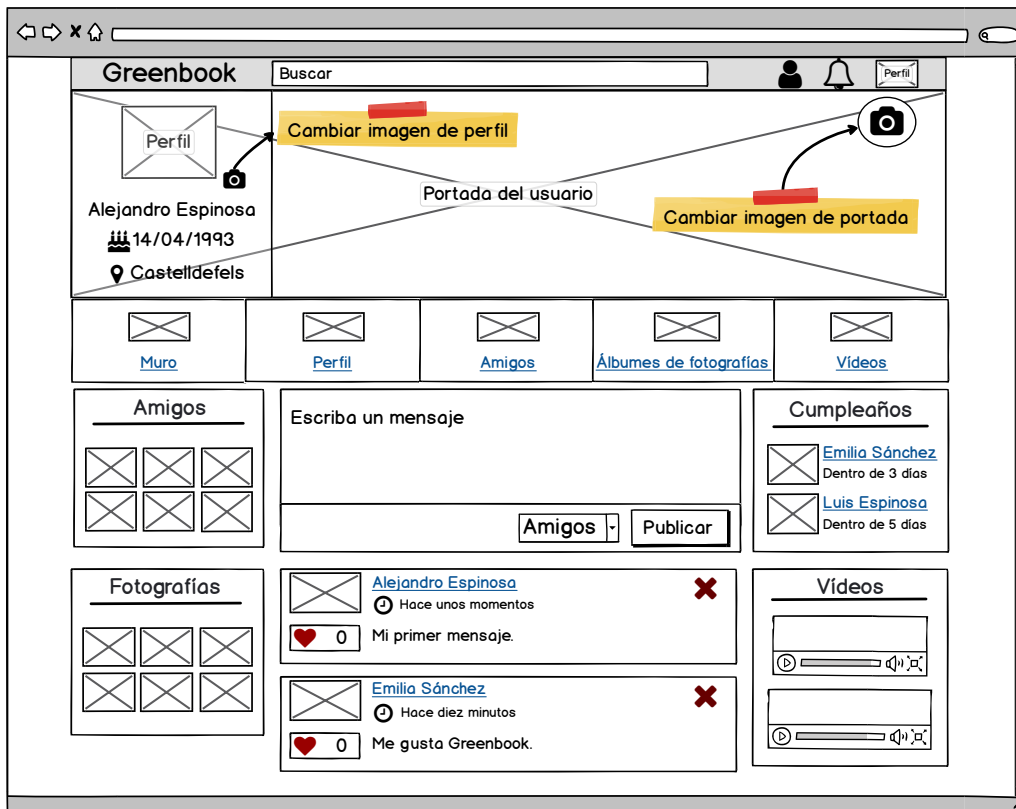 Greenbook
Buscar
Perfil
Perfil
Cambiar imagen de perfil
Portada del usuario
Cambiar imagen de portada
Alejandro Espinosa
14/04/1993
Castelldefels
Muro
Perfil
Amigos
Álbumes de fotografías
Vídeos
Amigos
Escriba un mensaje
Amigos
Publicar
Cumpleaños
Emilia Sánchez
Dentro de 3 días
Luis Espinosa
Dentro de 5 días
Fotografías
Alejandro Espinosa
Hace unos momentos
0
Mi primer mensaje.
Emilia Sánchez
Hace diez minutos
0
Me gusta Greenbook.
Vídeos